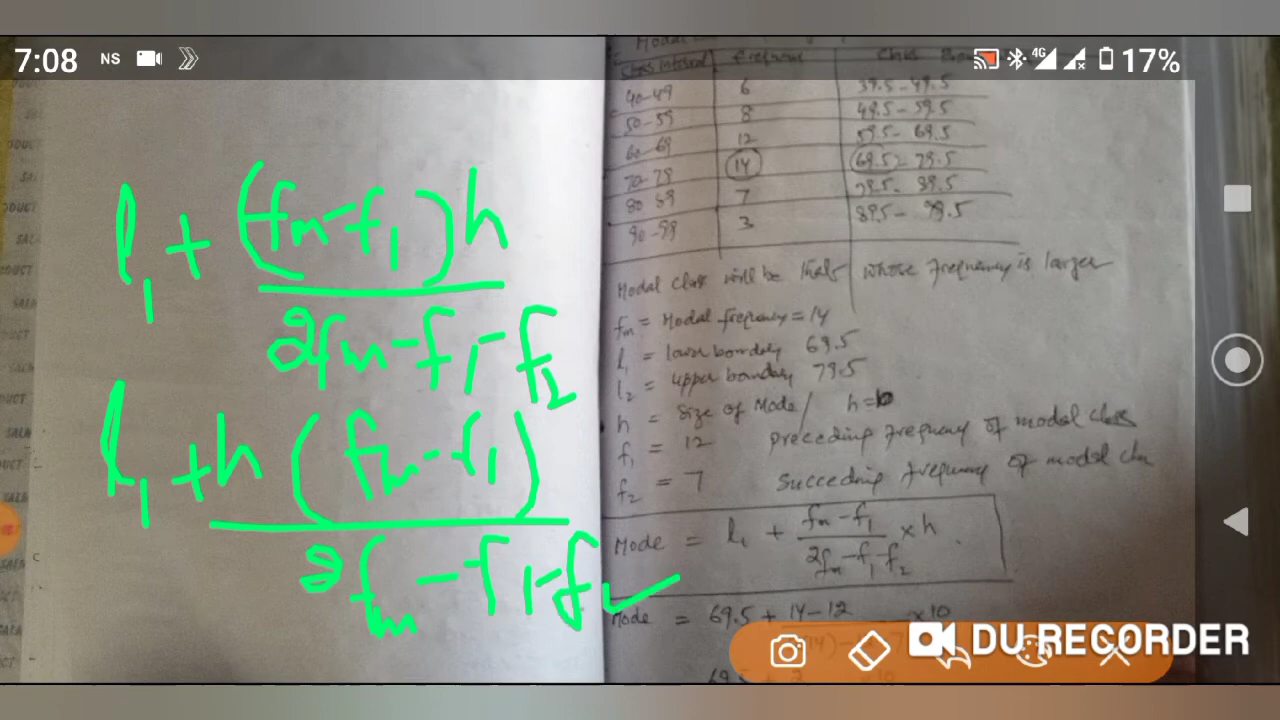 7:08 NS 4G 17%
Class Interval Frequency Class
40-49 6 39.5-49.5
50-59 8 49.5-59.5
60-69 12 59.5-69.5
70-79 14 69.5-79.5
80-89 7 79.5-89.5
90-99 3 89.5-99.5
Modal Class will be that whose frequency is larger
fm = Modal frequency = 14
l1 = lower boundary 69.5
l2 = upper boundary 79.5
h = Size of Mode/ h=10
f1 = 12 preceding frequency of modal class
f2 = 7 Succeeding frequency of modal
Mode = l1 + (fm-f1)/(2fm-f1-f2) × h
Mode = 69.5 + 14-12 ×10
l1 + (fm-f1)h
2fm-f1-f2
l1 + h (fm-f1)
2fm-f1-f
DU RECORDER